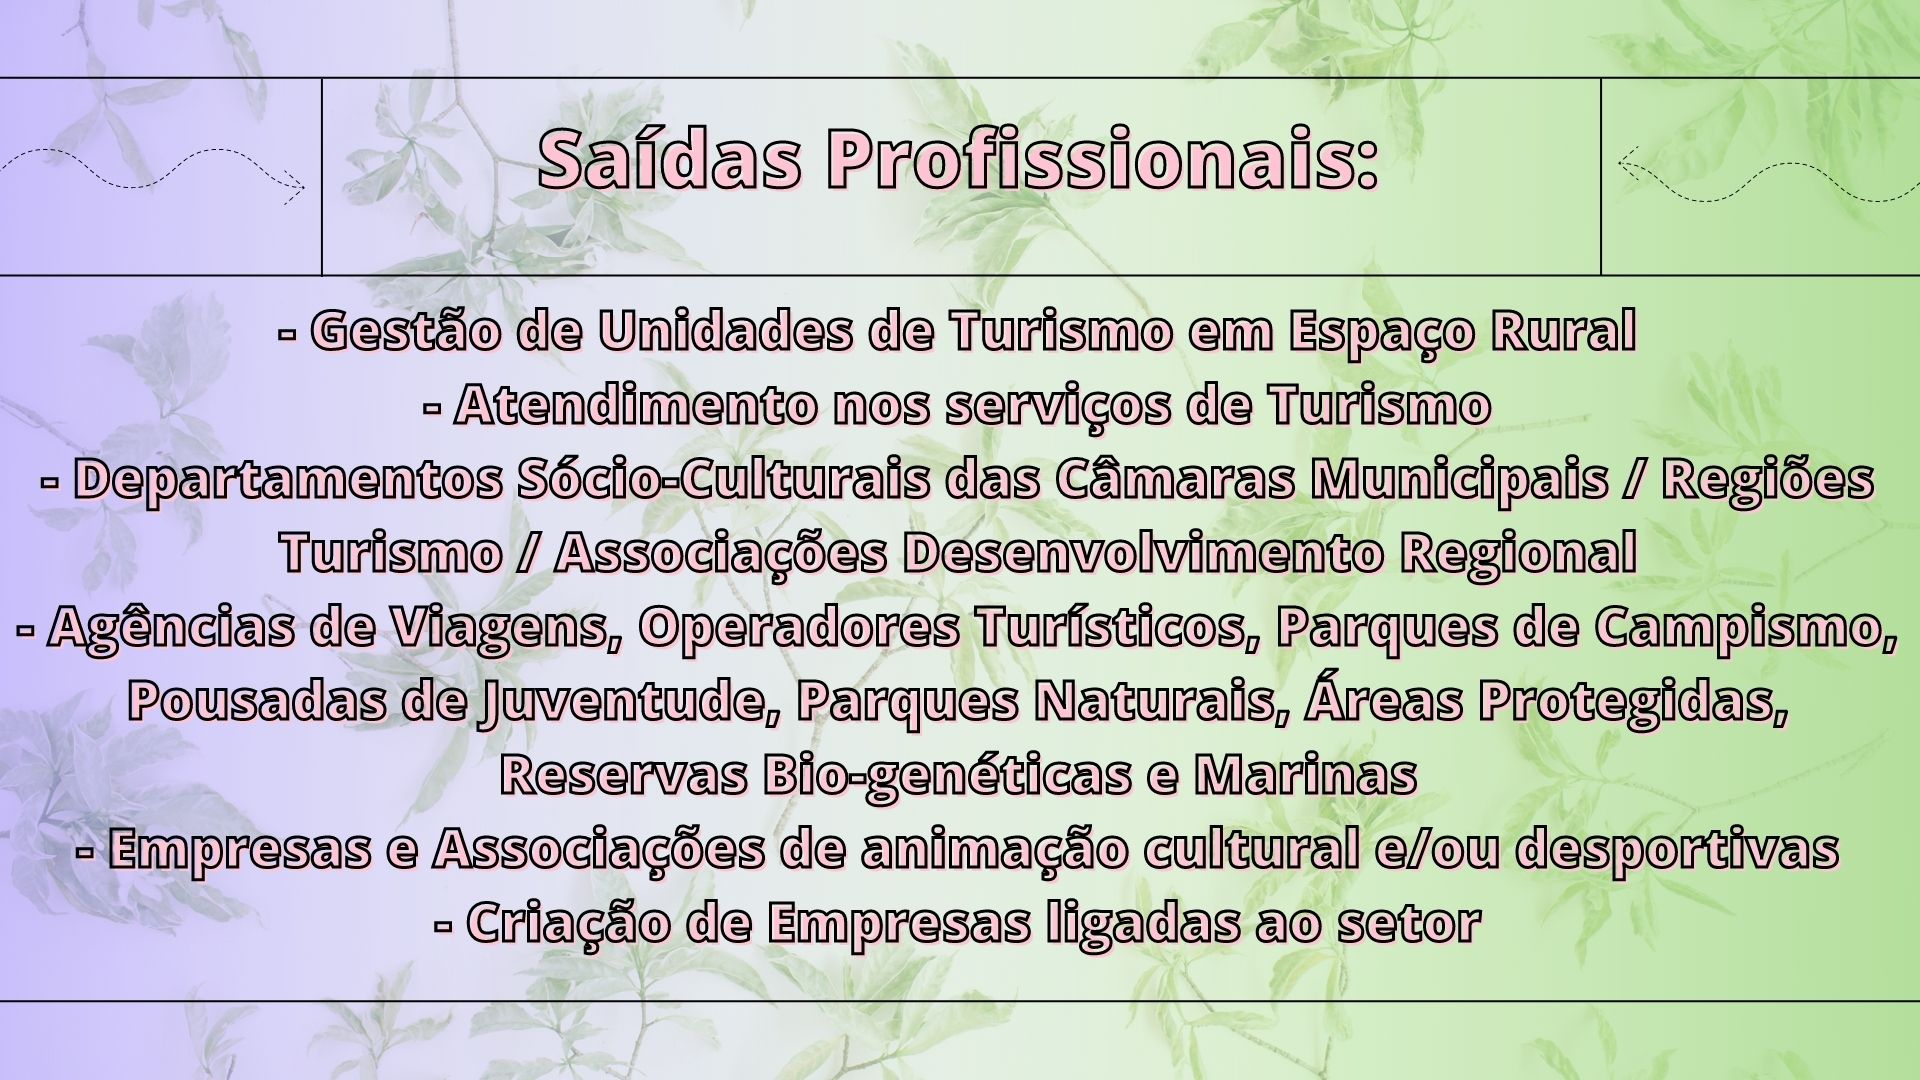 Saídas Profissionais:
- Gestão de Unidades de Turismo em Espaço Rural
- Atendimento nos serviços de Turismo
- Departamentos Sócio-Culturais das Câmaras Municipais / Regiões
Turismo / Associações Desenvolvimento Regional
- Agências de Viagens, Operadores Turísticos, Parques de Campismo,
Pousadas de Juventude, Parques Naturais, Áreas Protegidas,
Reservas Bio-genéticas e Marinas
- Empresas e Associações de animação cultural e/ou desportivas
- Criação de Empresas ligadas ao setor